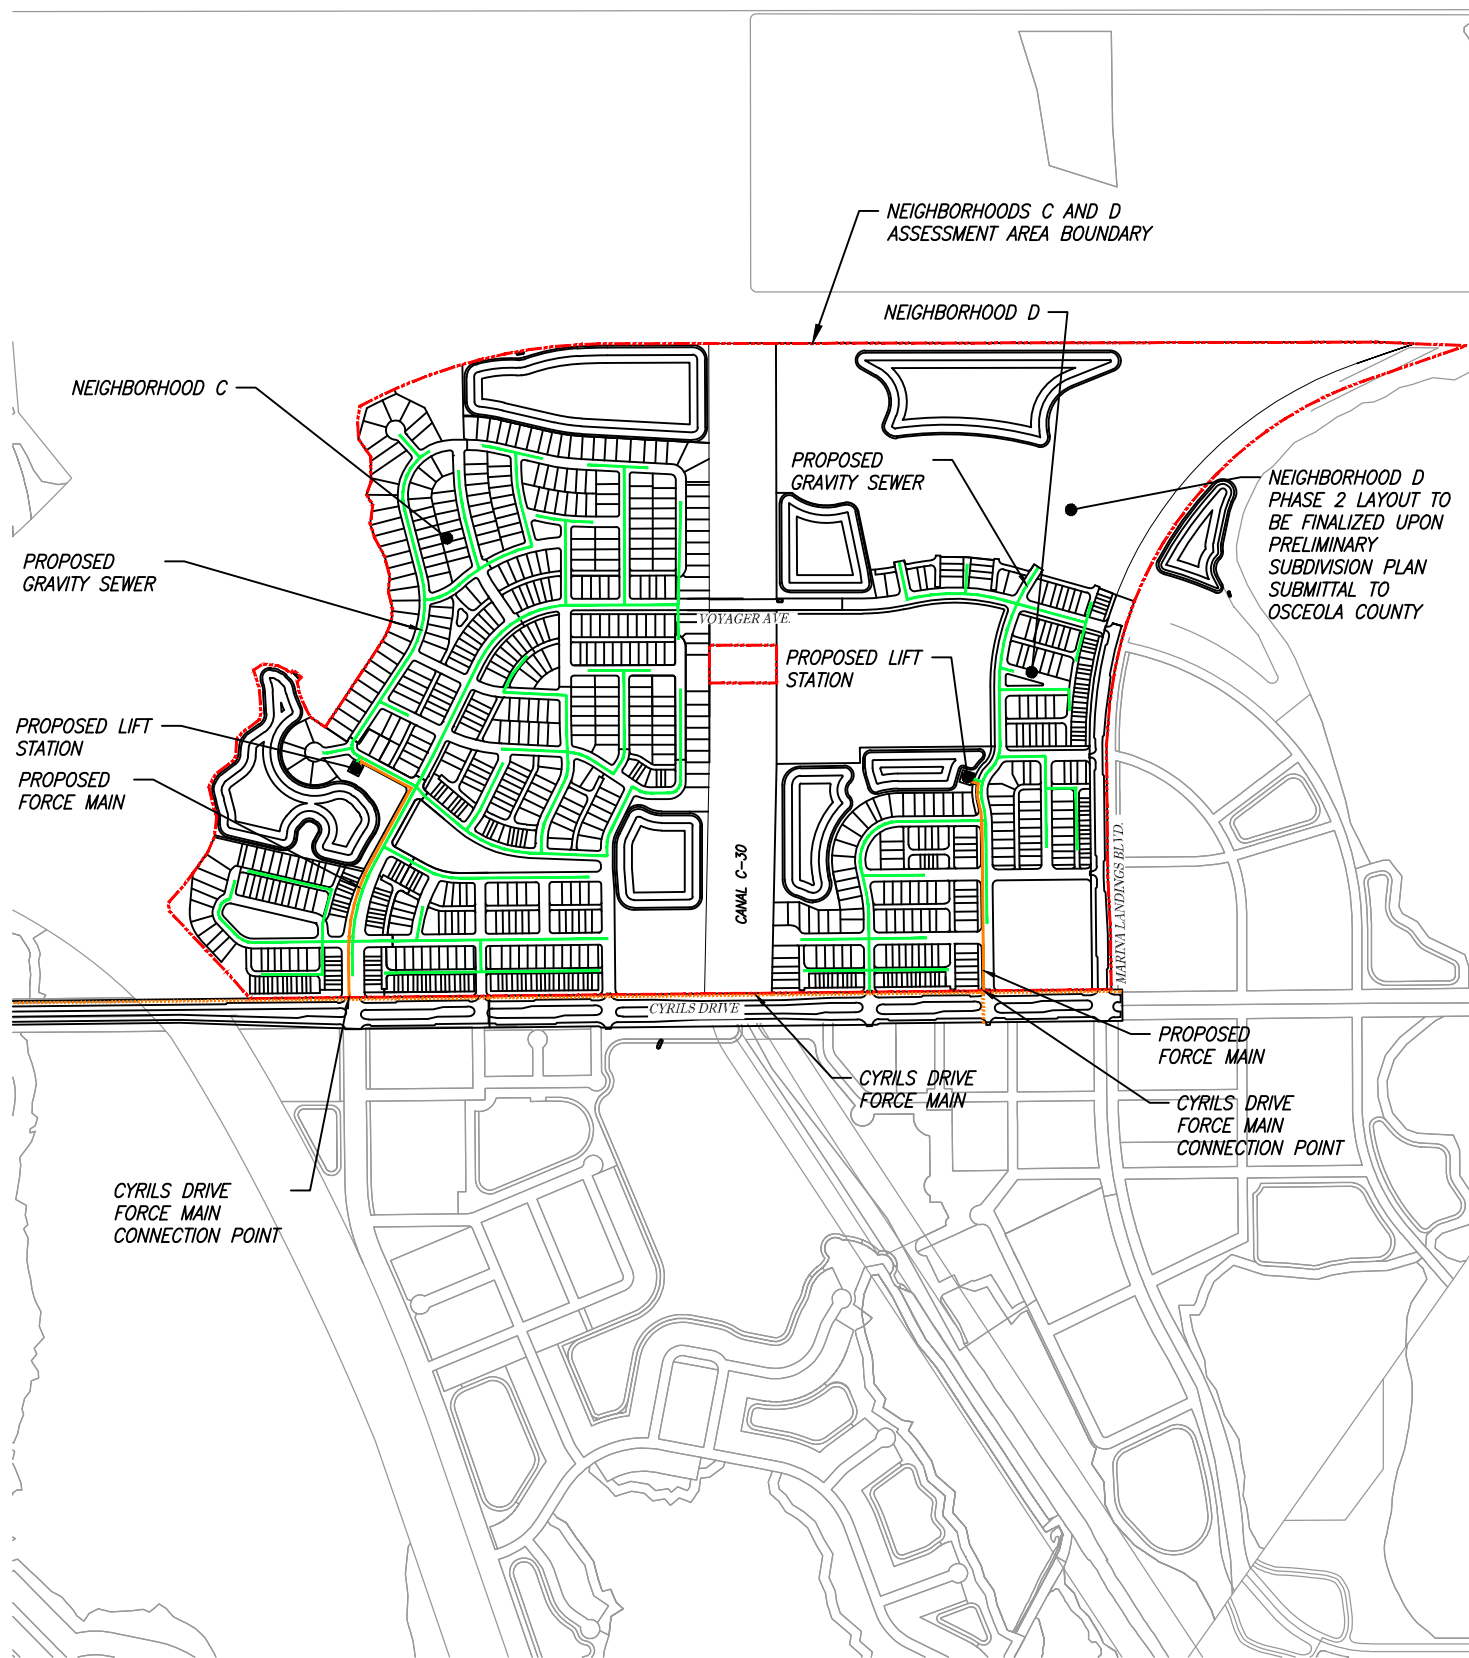 NEIGHBORHOODS C AND D
ASSESSMENT AREA BOUNDARY
NEIGHBORHOOD D
NEIGHBORHOOD C
PROPOSED
GRAVITY SEWER
NEIGHBORHOOD D
PHASE 2 LAYOUT TO
BE FINALIZED UPON
PRELIMINARY
SUBDIVISION PLAN
SUBMITTAL TO
OSCEOLA COUNTY
PROPOSED
GRAVITY SEWER
VOYAGER AVE.
PROPOSED LIFT
STATION
PROPOSED LIFT
STATION
PROPOSED
FORCE MAIN
CANAL C-30
MARINA LANDINGS BLVD.
CYRILS DRIVE
PROPOSED
FORCE MAIN
CYRILS DRIVE
FORCE MAIN
CYRILS DRIVE
FORCE MAIN
CONNECTION POINT
CYRILS DRIVE
FORCE MAIN
CONNECTION POINT